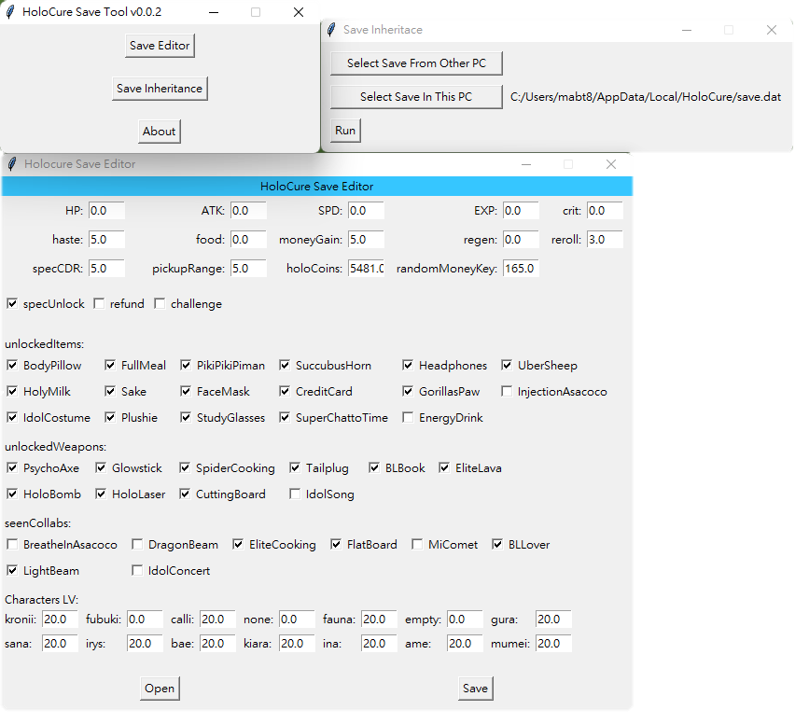 HoloCure Save Tool v0.0.2
Save Editor
Save Inheritance
About
Save Inheritace
Select Save From Other PC
Select Save In This PC C:/Users/mabt8/AppData/Local/HoloCure/save.dat
Run
Holocure Save Editor
HoloCure Save Editor
HP: 0.0 ATK: 0.0 SPD: 0.0 EXP: 0.0 crit: 0.0
haste: 5.0 food: 0.0 moneyGain: 5.0 regen: 0.0 reroll: 3.0
specCDR: 5.0 pickupRange: 5.0 holoCoins: 5481.0 randomMoneyKey: 165.0
specUnlock refund challenge
unlockedItems:
BodyPillow FullMeal PikiPikiPiman SuccubusHorn Headphones UberSheep
HolyMilk Sake FaceMask CreditCard GorillasPaw InjectionAsacoco
IdolCostume Plushie StudyGlasses SuperChattoTime EnergyDrink
unlockedWeapons:
PsychoAxe Glowstick SpiderCooking Tailplug BLBook EliteLava
HoloBomb HoloLaser CuttingBoard IdolSong
seenCollabs:
BreatheInAsacoco DragonBeam EliteCooking FlatBoard MiComet BLLover
LightBeam IdolConcert
Characters LV:
kronii: 20.0 fubuki: 0.0 calli: 20.0 none: 0.0 fauna: 20.0 empty: 0.0 gura: 20.0
sana: 20.0 irys: 20.0 bae: 20.0 kiara: 20.0 ina: 20.0 ame: 20.0 mumei: 20.0
Open Save